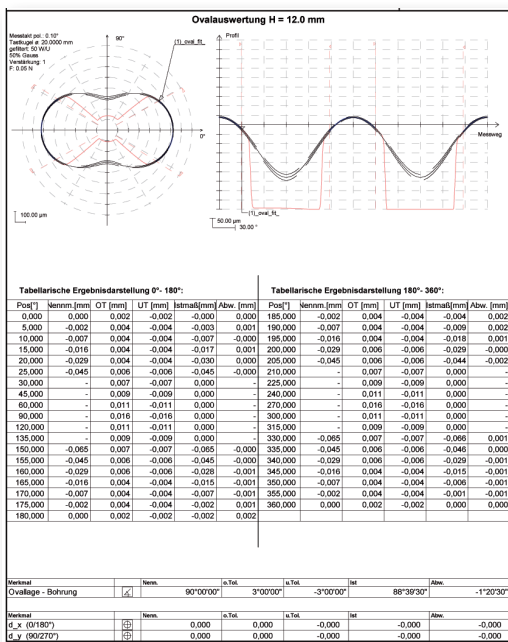 Ovalauswertung H = 12.0 mm
Messtakt pol.: 0.10°
Tastkugel ø: 20.0000 mm
gefiltert: 50 W/U
50% Gauss
Verstärkung: 1
F: 0.05 N
90°
(1)_oval_fit_
0°
100.00 µm
Profil
Messweg
(1)_oval_fit_
50.00 µm
30.00 °
Tabellarische Ergebnisdarstellung 0°- 180°:
Pos[°] Nennm.[mm OT [mm] UT [mm] Istmaß[mm] Abw. [mm]
0,000 0,000 0,002 -0,002 -0,000 0,000
5,000 -0,002 0,004 -0,004 -0,003 0,001
10,000 -0,007 0,004 -0,004 -0,007 -0,000
15,000 -0,016 0,004 -0,004 -0,017 0,001
20,000 -0,029 0,004 -0,004 -0,030 0,000
25,000 -0,045 0,006 -0,006 -0,045 -0,000
30,000 - 0,007 -0,007 0,000 -
45,000 - 0,009 -0,009 0,000 -
60,000 - 0,011 -0,011 0,000 -
90,000 - 0,016 -0,016 0,000 -
120,000 - 0,011 -0,011 0,000 -
135,000 - 0,009 -0,009 0,000 -
150,000 -0,065 0,007 -0,007 -0,065 -0,000
155,000 -0,045 0,006 -0,006 -0,045 -0,000
160,000 -0,029 0,006 -0,006 -0,028 -0,001
165,000 -0,016 0,004 -0,004 -0,015 -0,001
170,000 -0,007 0,004 -0,004 -0,007 -0,001
175,000 -0,002 0,004 -0,004 -0,002 0,001
180,000 0,000 0,002 -0,002 -0,002 0,002
Tabellarische Ergebnisdarstellung 180°- 360°:
Pos[°] Nennm.[mm OT [mm] UT [mm] Istmaß[mm] Abw. [mm]
185,000 -0,002 0,004 -0,004 -0,004 0,002
190,000 -0,007 0,004 -0,004 -0,009 0,002
195,000 -0,016 0,004 -0,004 -0,018 0,001
200,000 -0,029 0,006 -0,006 -0,029 -0,000
205,000 -0,045 0,006 -0,006 -0,044 -0,002
210,000 - 0,007 -0,007 0,000 -
225,000 - 0,009 -0,009 0,000 -
240,000 - 0,011 -0,011 0,000 -
270,000 - 0,016 -0,016 0,000 -
300,000 - 0,011 -0,011 0,000 -
315,000 - 0,009 -0,009 0,000 -
330,000 -0,065 0,007 -0,007 -0,066 0,001
335,000 -0,045 0,006 -0,006 -0,046 0,000
340,000 -0,029 0,006 -0,006 -0,029 -0,001
345,000 -0,016 0,004 -0,004 -0,015 -0,001
350,000 -0,007 0,004 -0,004 -0,006 -0,001
355,000 -0,002 0,004 -0,004 -0,001 -0,001
360,000 0,000 0,002 -0,002 0,000 0,000
Merkmal Nenn. o.Tol. u.Tol. Ist Abw.
Ovallage - Bohrung 90°00'00" 3°00'00" -3°00'00" 88°39'30" -1°20'30"
Merkmal Nenn. o.Tol. u.Tol. Ist Abw.
d_x (0/180°) 0,000 0,000 -0,000 -0,000 -0,000
d_y (90/270°) 0,000 0,000 -0,000 -0,000 -0,000